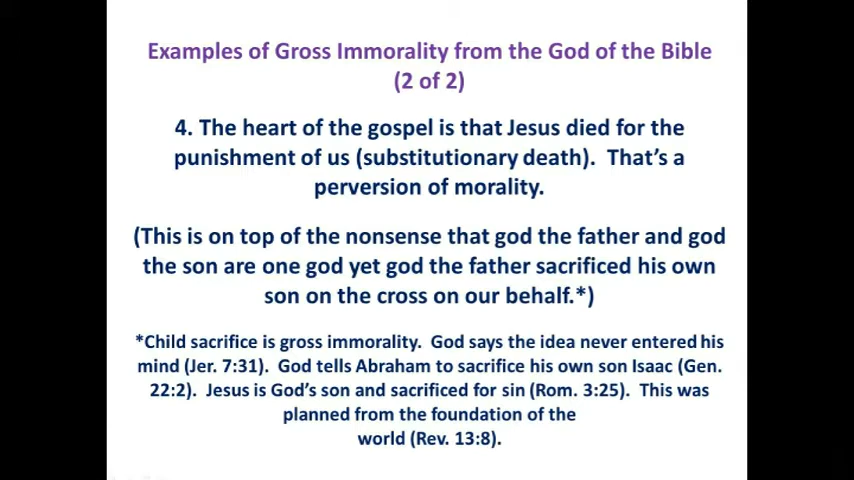 Examples of Gross Immorality from the God of the Bible
(2 of 2)
4. The heart of the gospel is that Jesus died for the
punishment of us (substitutionary death).  That's a
perversion of morality.
(This is on top of the nonsense that god the father and god
the son are one god yet god the father sacrificed his own
son on the cross on our behalf.*)
*Child sacrifice is gross immorality.  God says the idea never entered his
mind (Jer. 7:31).  God tells Abraham to sacrifice his own son Isaac (Gen.
22:2).  Jesus is God's son and sacrificed for sin (Rom. 3:25).  This was
planned from the foundation of the
world (Rev. 13:8).